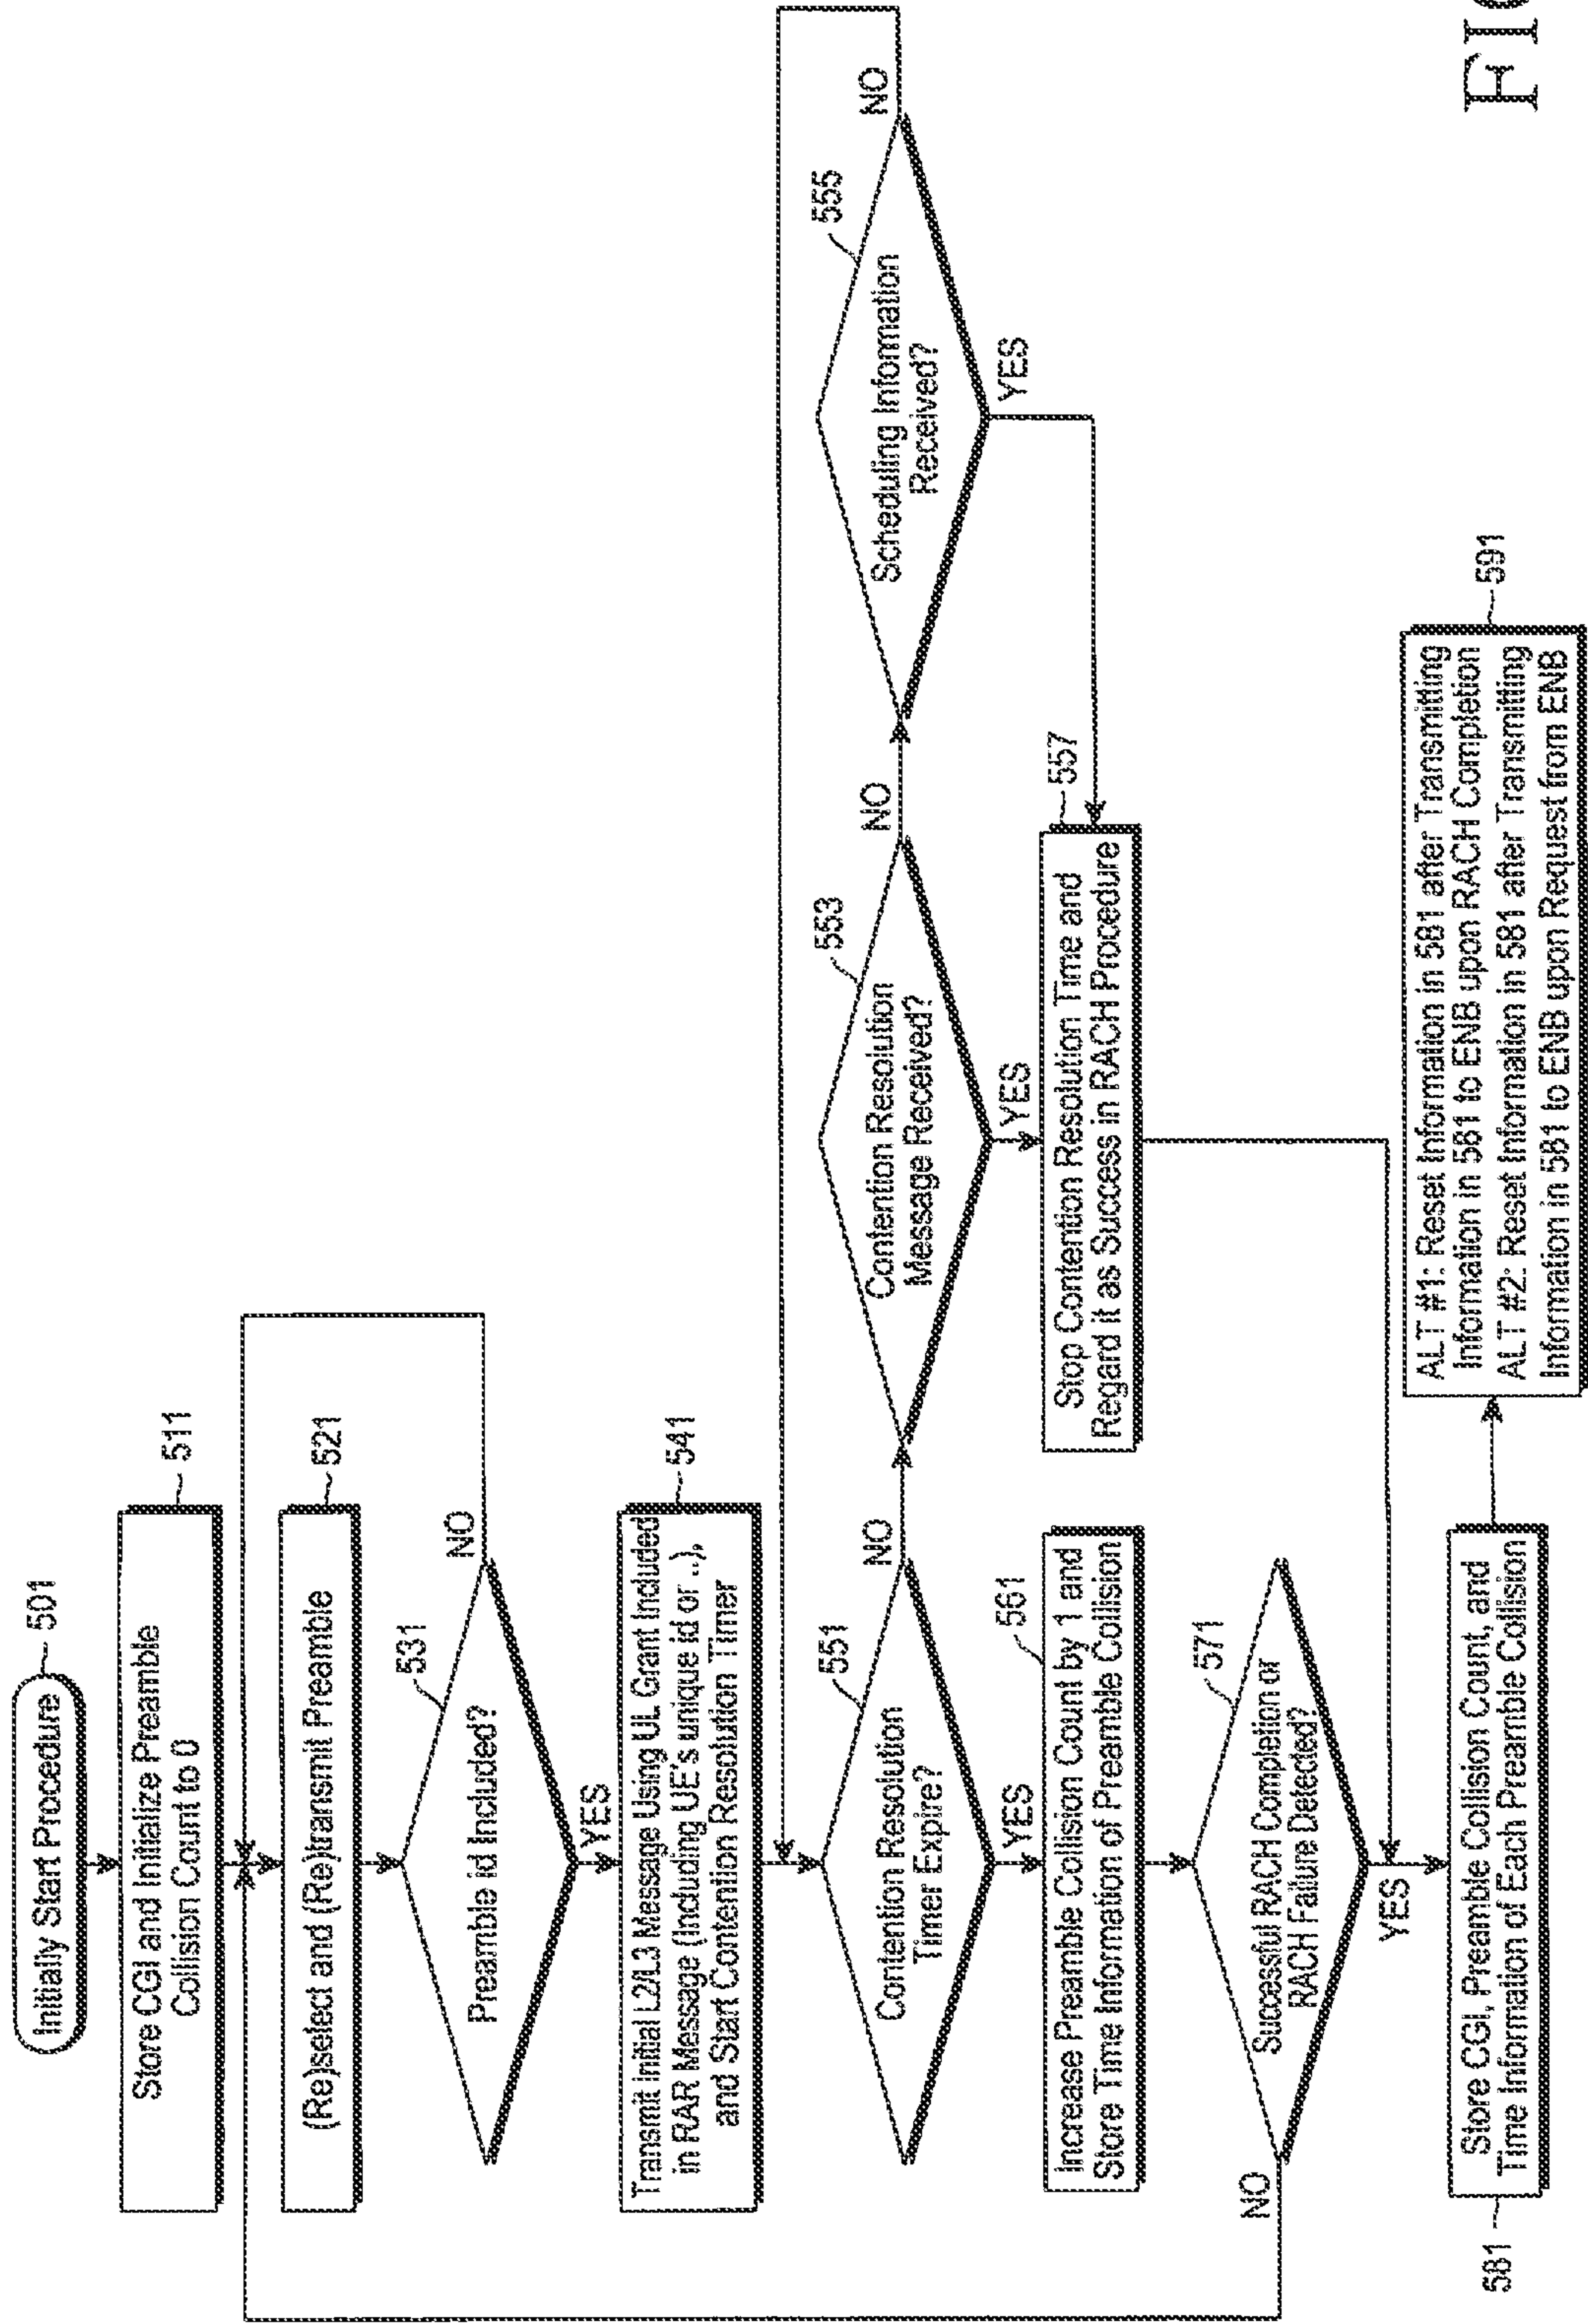 Initially Start Procedure
501
Store CGI and Initialize Preamble
Collision Count to 0
511
(Re)select and (Re)transmit Preamble
521
531
Preamble id Included?
NO
YES
Transmit Initial L2/L3 Message Using UL Grant Included
in RAR Message (Including UE's unique id or ..),
and Start Contention Resolution Timer
541
551
Contention Resolution
Timer Expire?
NO
YES
553
Contention Resolution
Message Received?
NO
YES
555
Scheduling Information
Received?
NO
YES
557
Stop Contention Resolution Time and
Regard it as Success in RACH Procedure
561
Increase Preamble Collision Count by 1 and
Store Time Information of Preamble Collision
571
Successful RACH Completion or
RACH Failure Detected?
NO
YES
581
Store CGI, Preamble Collision Count, and
Time Information of Each Preamble Collision
591
ALT #1: Reset Information in 581 after Transmitting
Information in 581 to ENB upon RACH Completion
ALT #2: Reset Information in 581 after Transmitting
Information in 581 to ENB upon Request from ENB